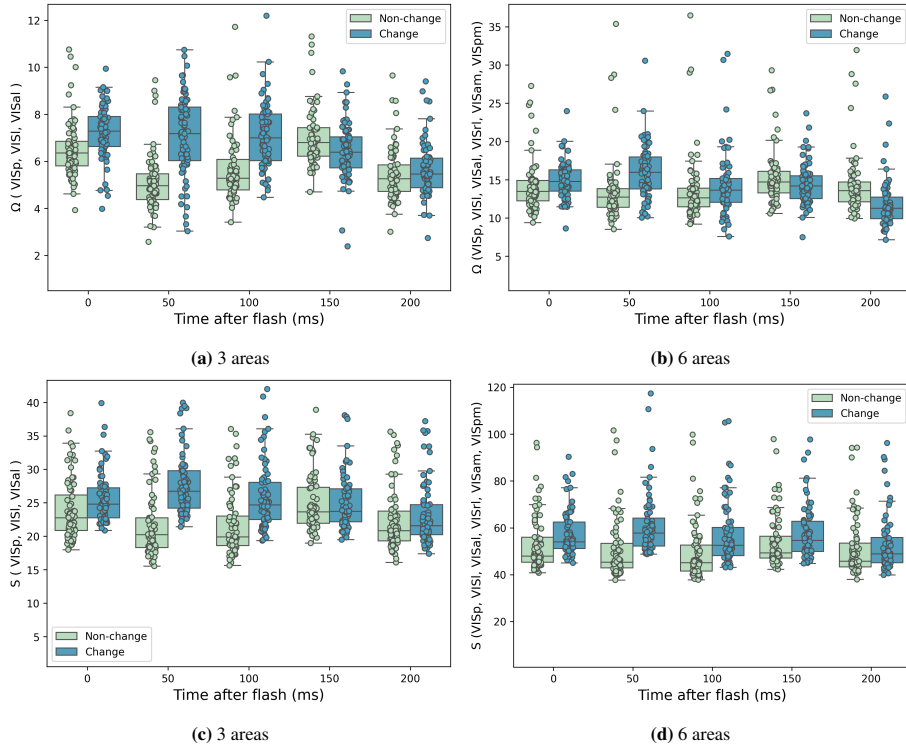 12
10
8
6
4
2
Ω ( VISp, VISl, VISal )
Non-change
Change
0 50 100 150 200
Time after flash (ms)
(a) 3 areas
35
30
25
20
15
10
5
Ω (VISp, VISl, VISal, VISrl, VISam, VISpm)
Non-change
Change
0 50 100 150 200
Time after flash (ms)
(b) 6 areas
40
35
30
25
20
15
10
5
S (VISp, VISl, VISal)
Non-change
Change
0 50 100 150 200
Time after flash (ms)
(c) 3 areas
120
100
80
60
40
20
S (VISp, VISl, VISal, VISrl, VISam, VISpm)
Non-change
Change
0 50 100 150 200
Time after flash (ms)
(d) 6 areas